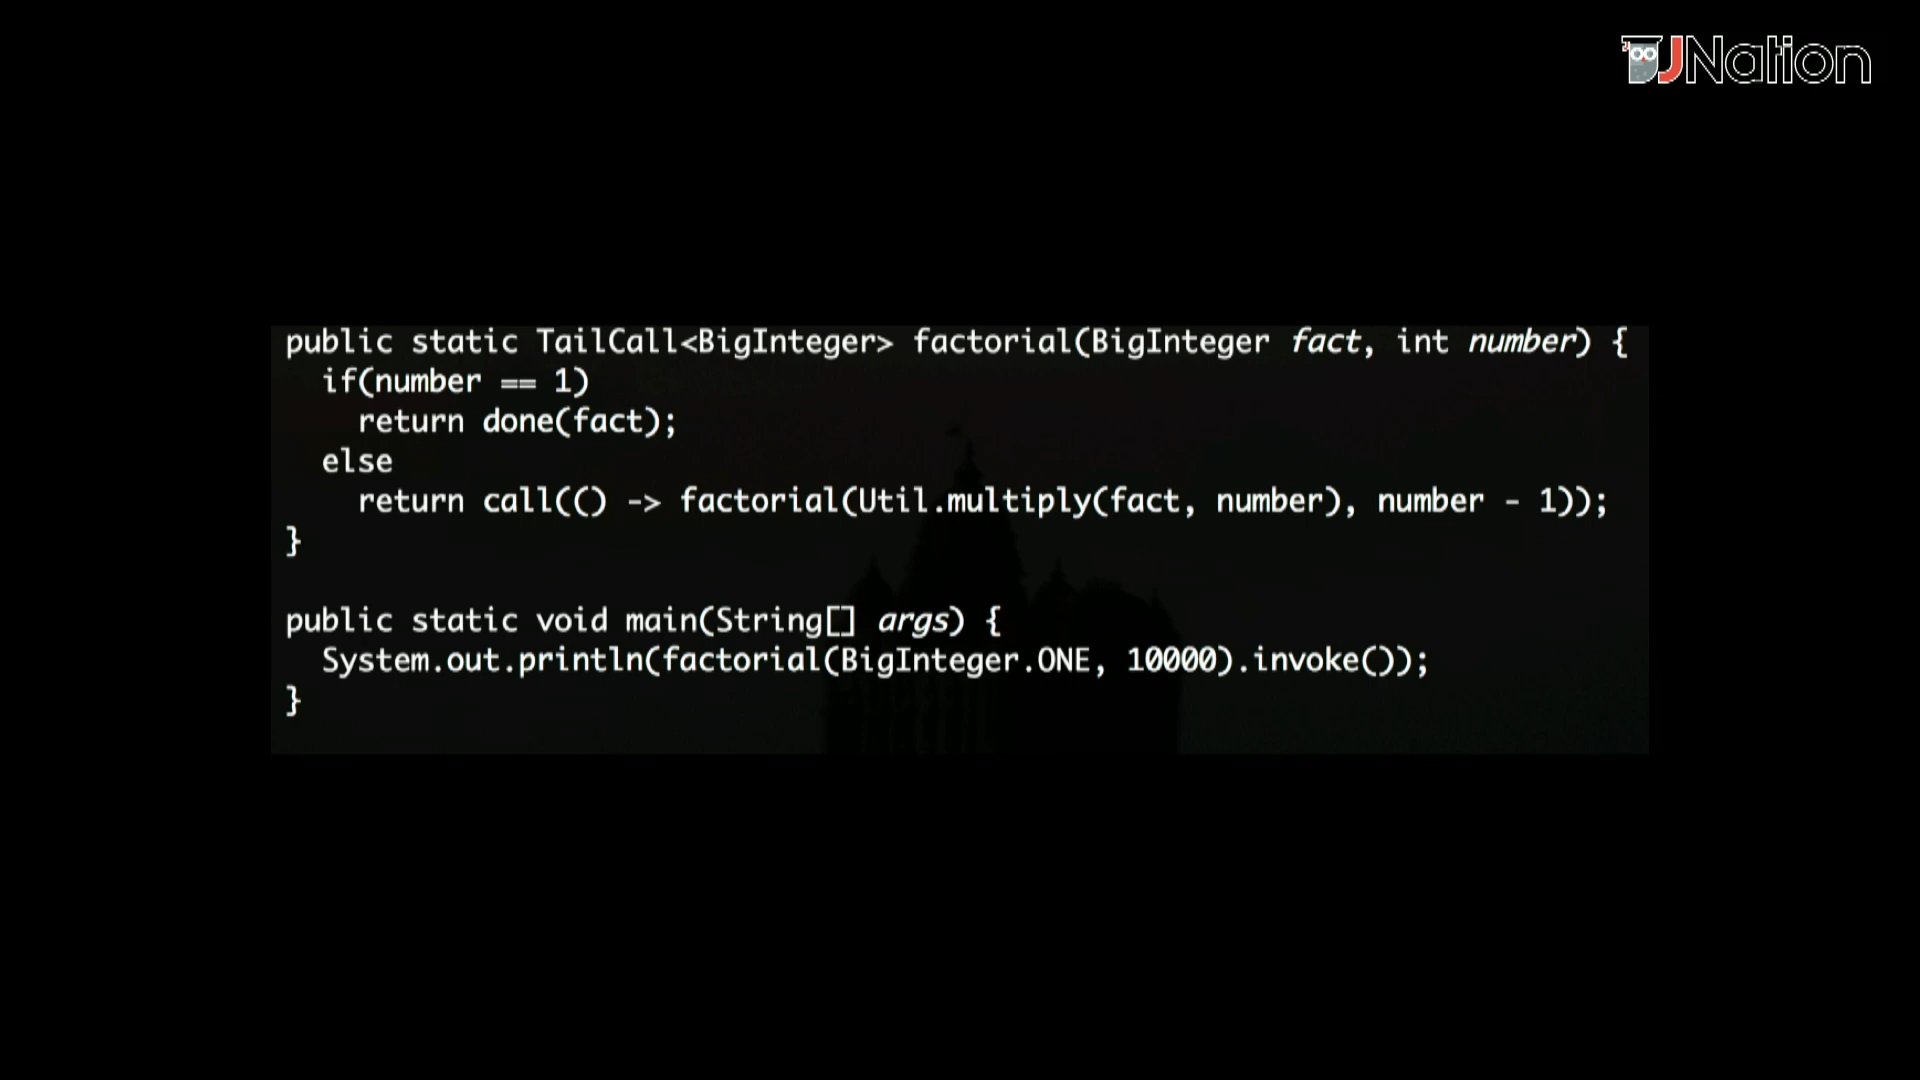 JNation
public static TailCall<BigInteger> factorial(BigInteger fact, int number) {
  if(number == 1)
    return done(fact);
  else
    return call(() -> factorial(Util.multiply(fact, number), number - 1));
}

public static void main(String[] args) {
  System.out.println(factorial(BigInteger.ONE, 10000).invoke());
}